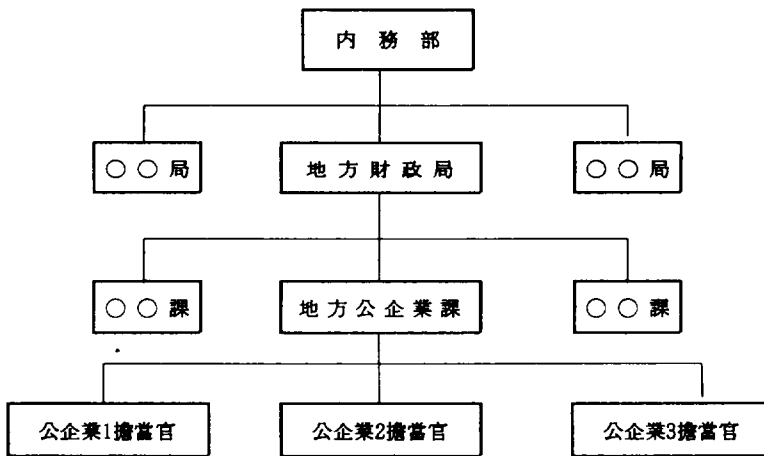 內務部
○○局
地方財政局
○○局
○○課
地方公企業課
○○課
公企業1擔當官
公企業2擔當官
公企業3擔當官